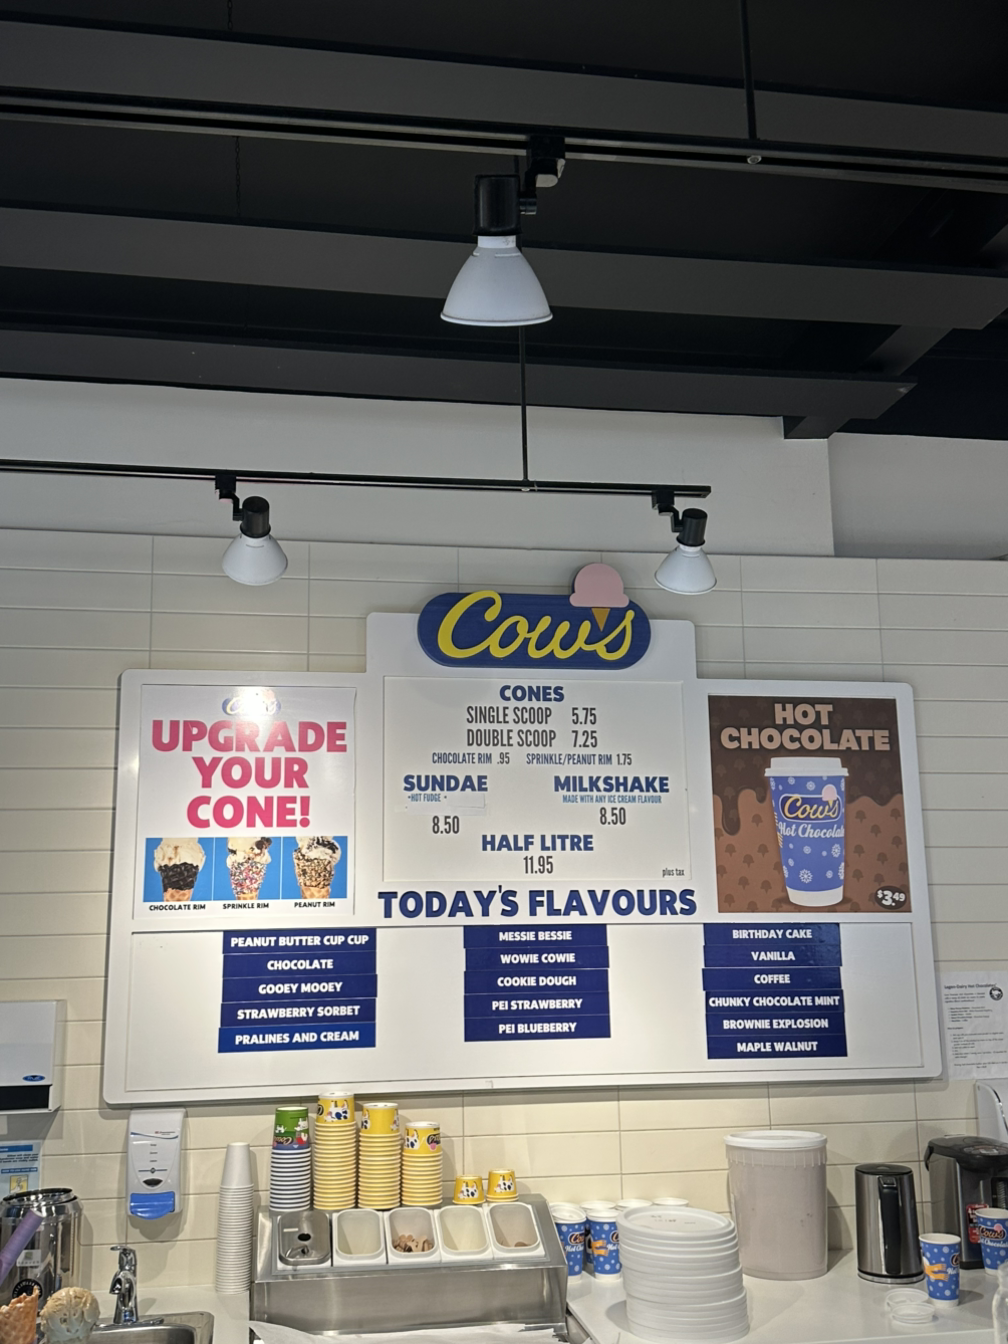 Cows
UPGRADE
YOUR
CONE!
CHOCOLATE RIM SPRINKLE RIM PEANUT RIM
CONES
SINGLE SCOOP 5.75
DOUBLE SCOOP 7.25
CHOCOLATE RIM .95 SPRINKLE/PEANUT RIM 1.75
SUNDAE
•HOT FUDGE •
8.50
MILKSHAKE
MADE WITH ANY ICE CREAM FLAVOUR
8.50
HALF LITRE
11.95
plus tax
HOT
CHOCOLATE
Cows
Hot Chocolate
$3.49
TODAY'S FLAVOURS
PEANUT BUTTER CUP CUP
CHOCOLATE
GOOEY MOOEY
STRAWBERRY SORBET
PRALINES AND CREAM
MESSIE BESSIE
WOWIE COWIE
COOKIE DOUGH
PEI STRAWBERRY
PEI BLUEBERRY
BIRTHDAY CAKE
VANILLA
COFFEE
CHUNKY CHOCOLATE MINT
BROWNIE EXPLOSION
MAPLE WALNUT